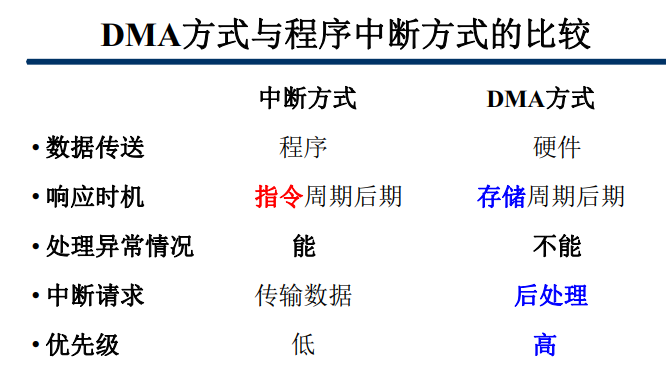 DMA方式与程序中断方式的比较
中断方式 DMA方式
• 数据传送 程序 硬件
• 响应时机 指令周期后期 存储周期后期
• 处理异常情况 能 不能
• 中断请求 传输数据 后处理
• 优先级 低 高